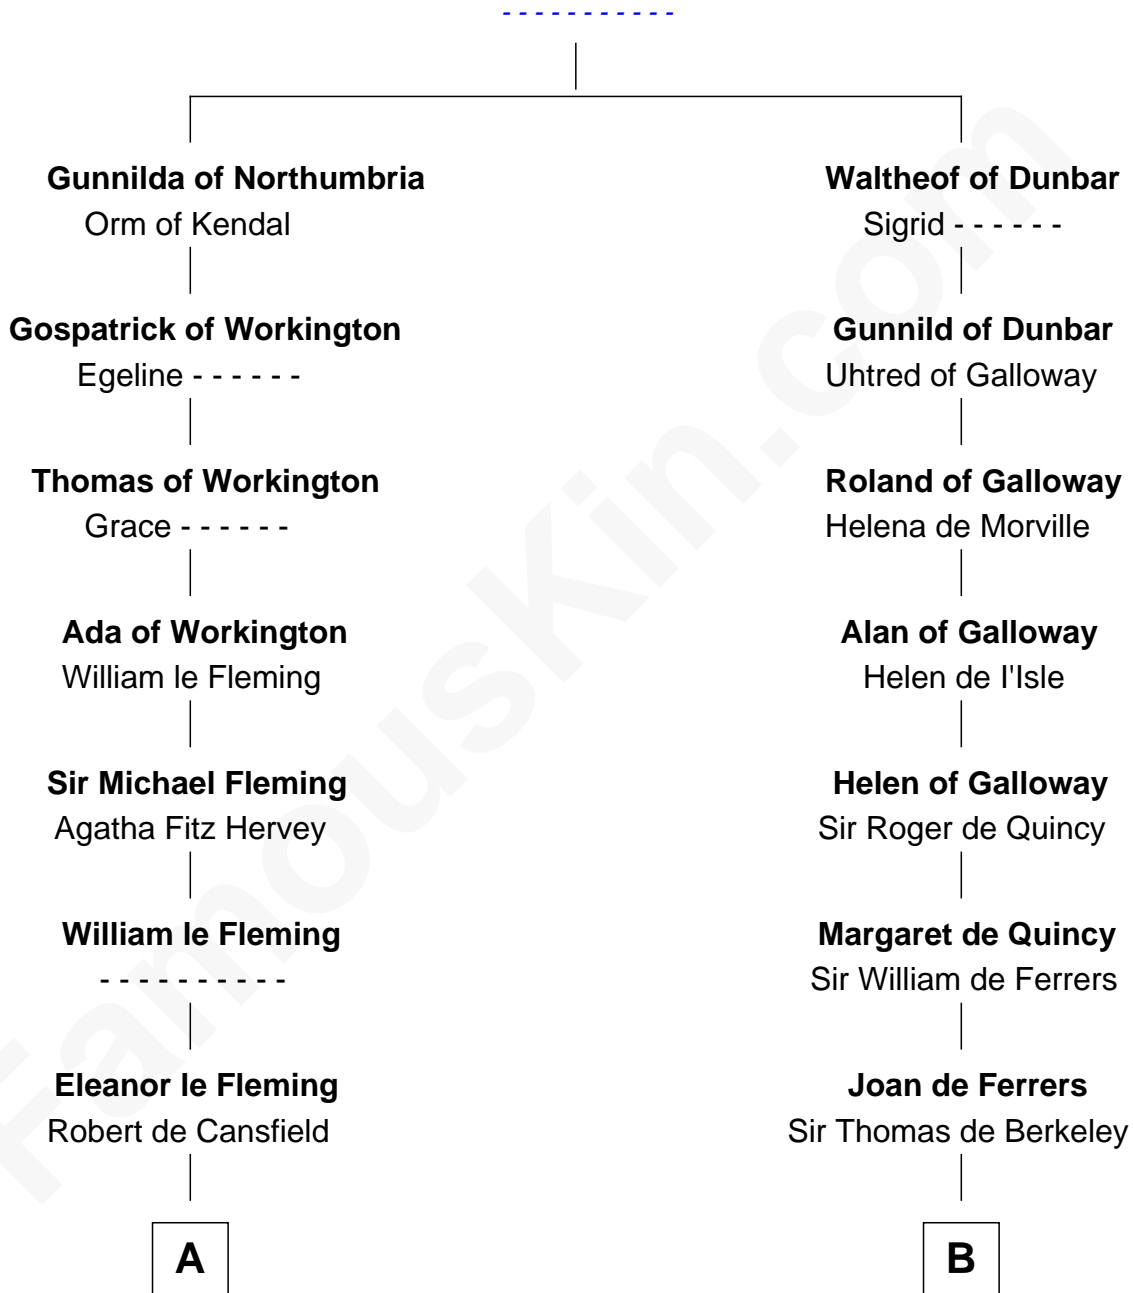 - - - - - - - - - - -
Gunnilda of Northumbria
Orm of Kendal
Gospatrick of Workington
Egeline - - - - - -
Thomas of Workington
Grace - - - - - -
Ada of Workington
William le Fleming
Sir Michael Fleming
Agatha Fitz Hervey
William le Fleming
- - - - - - - - - -
Eleanor le Fleming
Robert de Cansfield
A
Waltheof of Dunbar
Sigrid - - - - - -
Gunnild of Dunbar
Uhtred of Galloway
Roland of Galloway
Helena de Morville
Alan of Galloway
Helen de l'Isle
Helen of Galloway
Sir Roger de Quincy
Margaret de Quincy
Sir William de Ferrers
Joan de Ferrers
Sir Thomas de Berkeley
B
FamousKin.com